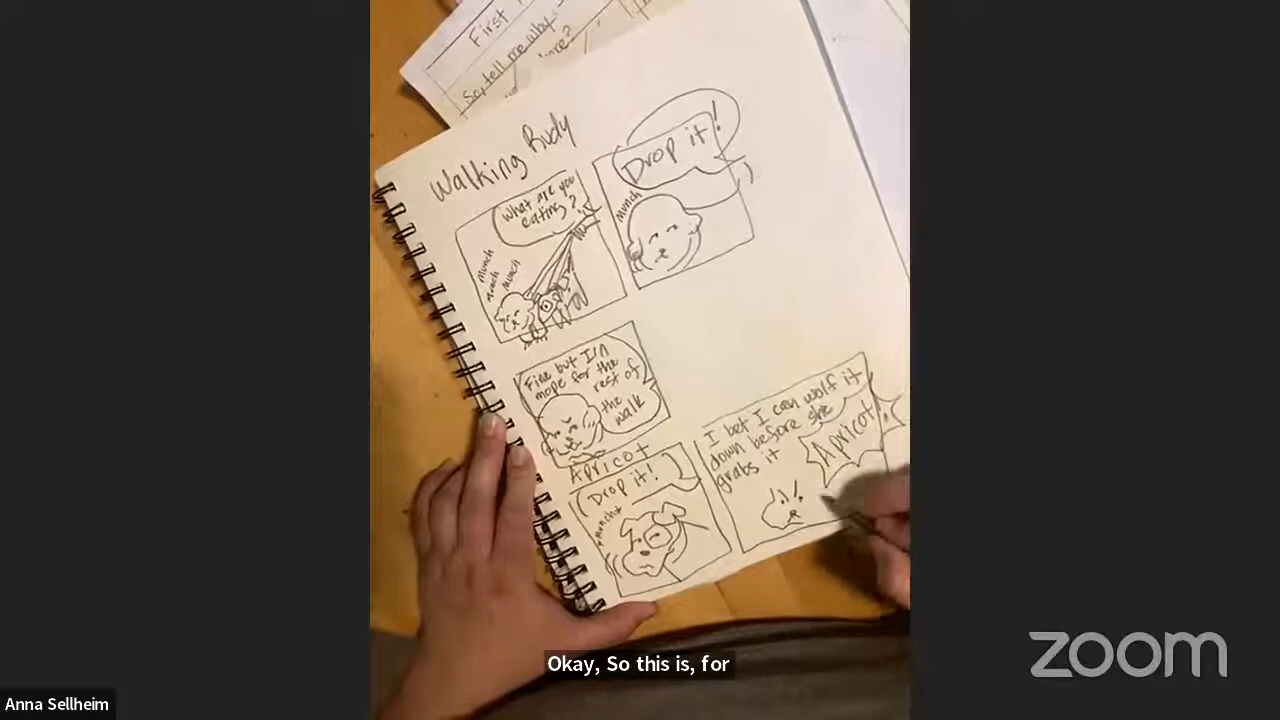 First
So, tell me why
Walking Rudy
What are you
eating?
munch
munch
munch
Drop it!
munch
Fine but I'll
mope for the
rest of
the
walk
Apricot
Drop it!
munch
I bet I can wolf it
down before she
grabs it
Apricot!
Okay, So this is, for
Anna Sellheim
zoom